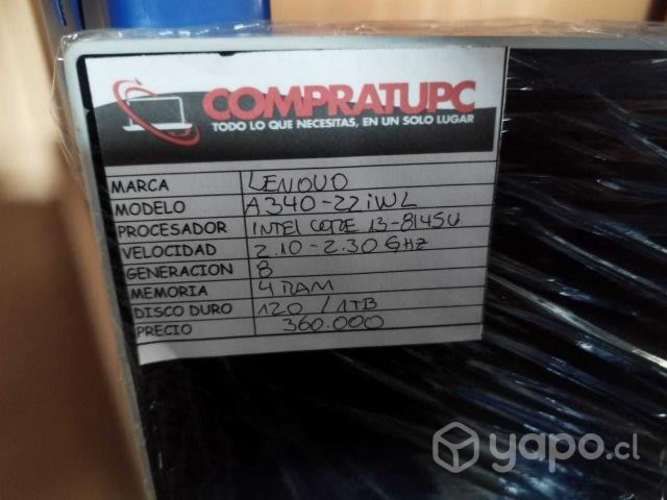 COMPRATUPC
TODO LO QUE NECESITAS, EN UN SOLO LUGAR
MARCA LENOVO
MODELO A340-22iWL
PROCESADOR INTEL CORE i3-8145U
VELOCIDAD 2.10-2.30 GHz
GENERACION 8
MEMORIA 4 RAM
DISCO DURO 120 / 1TB
PRECIO 360.000
yapo.cl